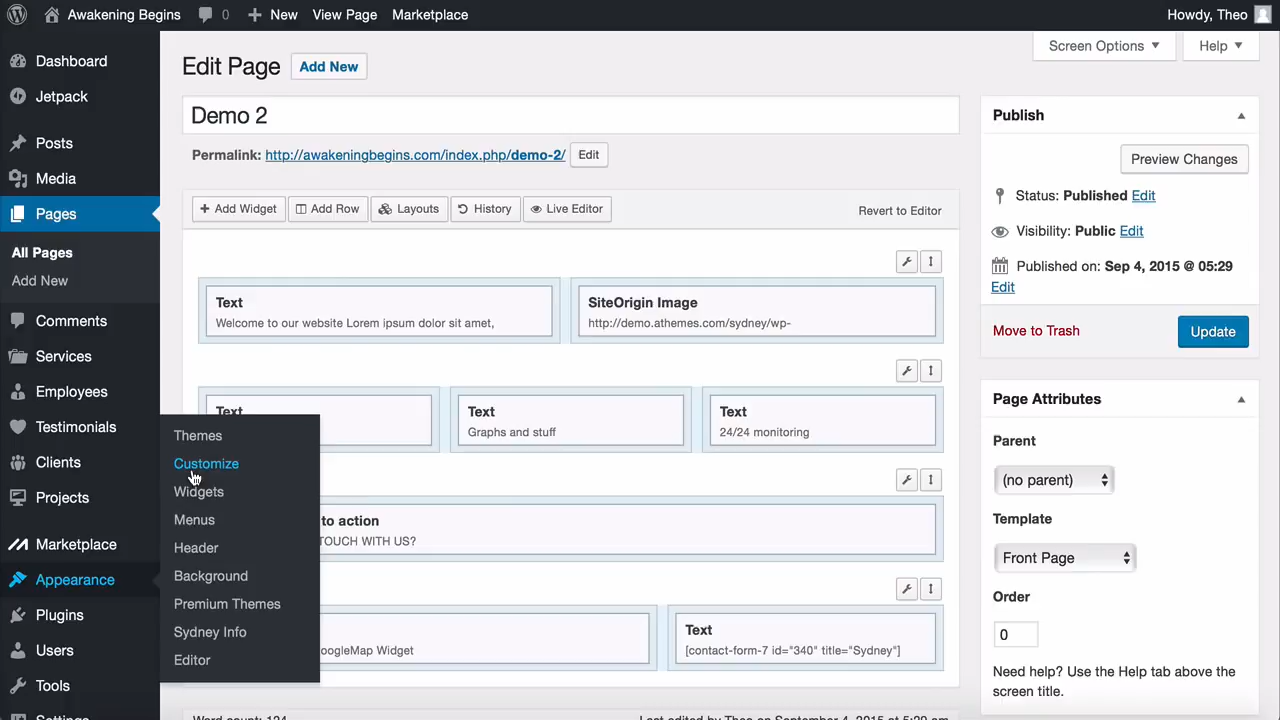 Awakening Begins 0 New View Page Marketplace Howdy, Theo
Dashboard
Jetpack
Posts
Media
Pages
All Pages
Add New
Comments
Services
Employees
Testimonials
Clients
Projects
Marketplace
Appearance
Plugins
Users
Tools
Themes
Customize
Widgets
Menus
Header
Background
Premium Themes
Sydney Info
Editor
Screen Options Help
Edit Page Add New
Demo 2
Permalink: http://awakeningbegins.com/index.php/demo-2/ Edit
Add Widget Add Row Layouts History Live Editor Revert to Editor
Text
Welcome to our website Lorem ipsum dolor sit amet,
SiteOrigin Image
http://demo.athemes.com/sydney/wp-
Text
Text
Graphs and stuff
Text
24/24 monitoring
to action
TOUCH WITH US?
oogleMap Widget
Text
[contact-form-7 id="340" title="Sydney"]
Last edited by Theo on September 4, 2015 at 5:29 am
Publish
Preview Changes
Status: Published Edit
Visibility: Public Edit
Published on: Sep 4, 2015 @ 05:29
Edit
Move to Trash Update
Page Attributes
Parent
(no parent)
Template
Front Page
Order
0
Need help? Use the Help tab above the
screen title.